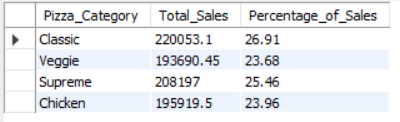 Pizza_Category Total_Sales Percentage_of_Sales
Classic 220053.1 26.91
Veggie 193690.45 23.68
Supreme 208197 25.46
Chicken 195919.5 23.96